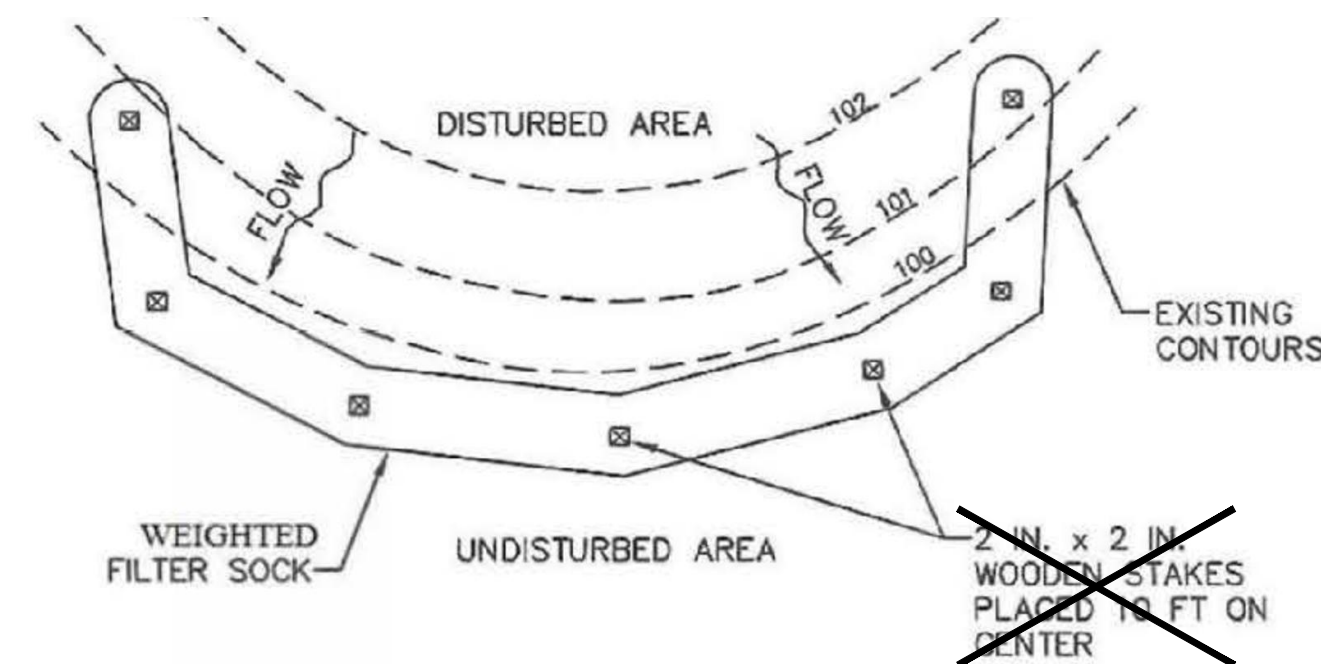 DISTURBED AREA
102
FLOW
FLOW
101
100
EXISTING
CONTOURS
WEIGHTED
FILTER SOCK
UNDISTURBED AREA
2 IN. x 2 IN.
WOODEN STAKES
PLACED 10 FT ON
CENTER